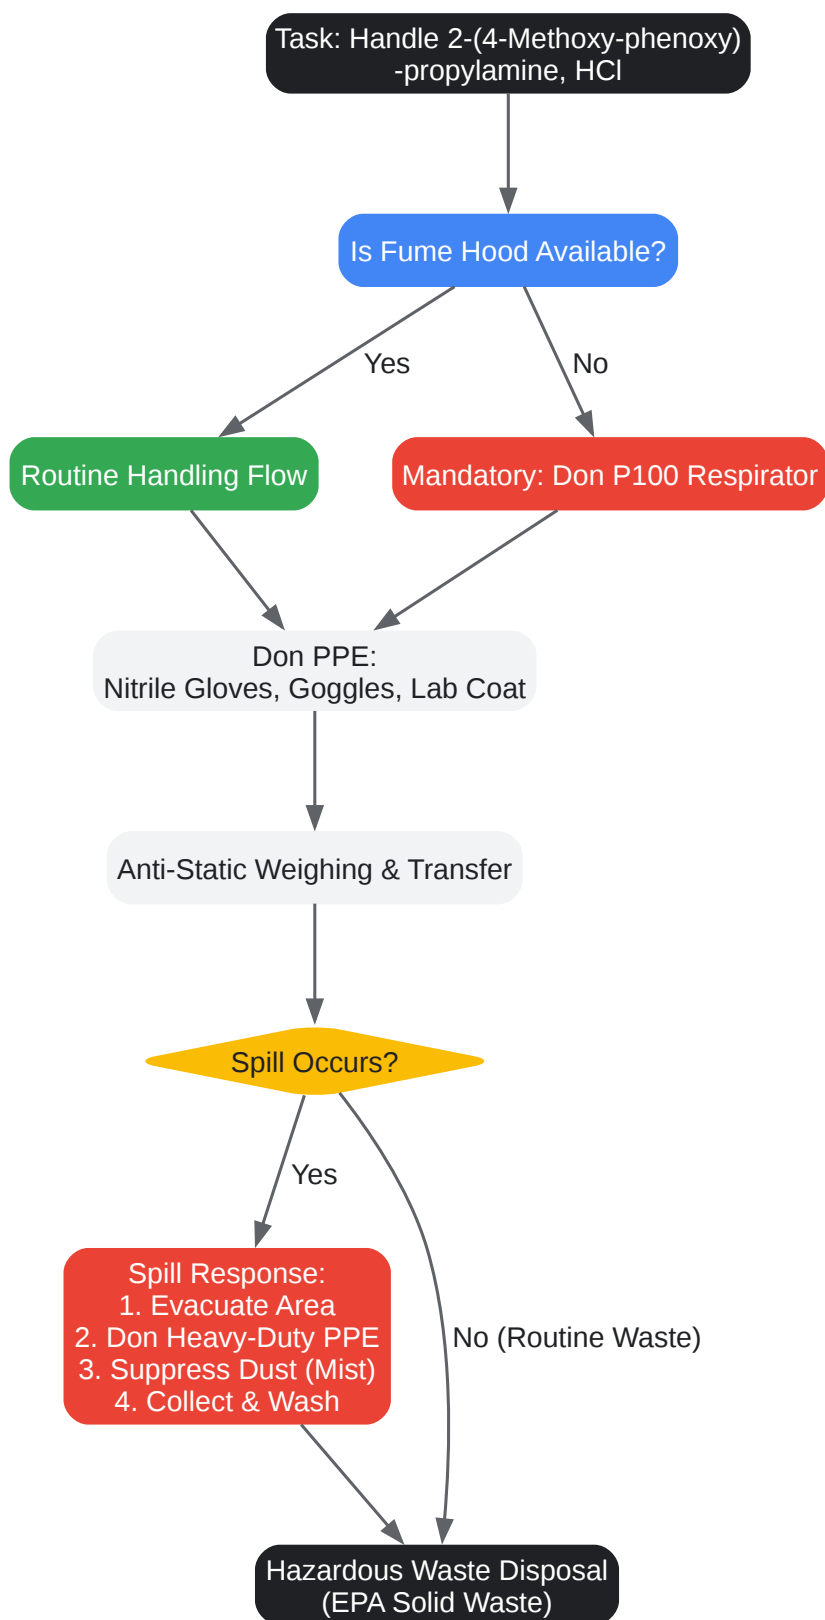 Task: Handle 2-(4-Methoxy-phenoxy)
-propylamine, HCl
Is Fume Hood Available?
Yes
No
Routine Handling Flow
Mandatory: Don P100 Respirator
Don PPE:
Nitrile Gloves, Goggles, Lab Coat
Anti-Static Weighing & Transfer
Spill Occurs?
Yes
Spill Response:
1. Evacuate Area
2. Don Heavy-Duty PPE
3. Suppress Dust (Mist)
4. Collect & Wash
No (Routine Waste)
Hazardous Waste Disposal
(EPA Solid Waste)